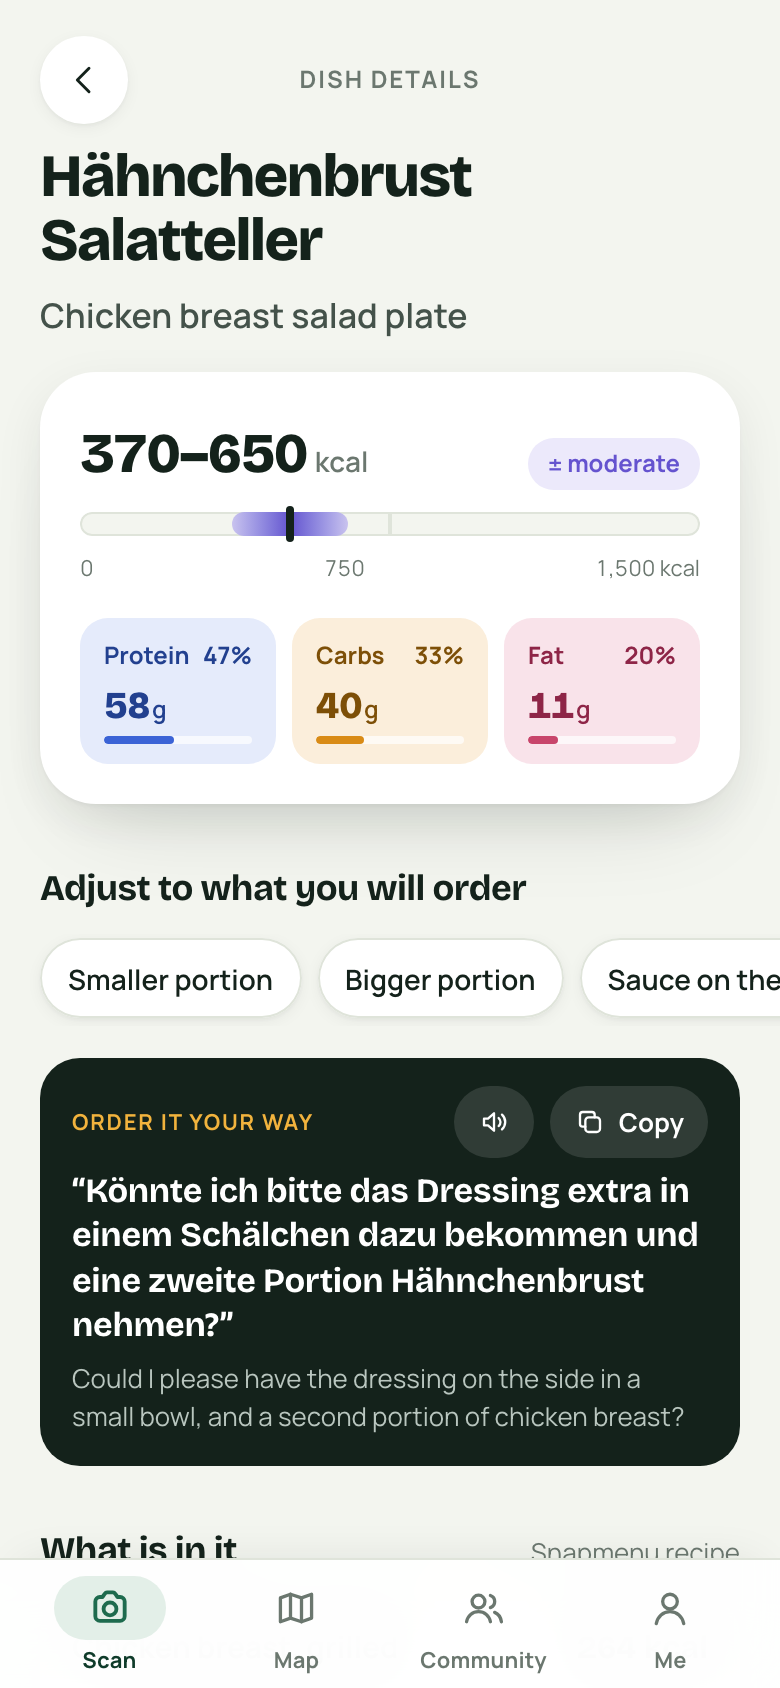 DISH DETAILS
Hähnchenbrust
Salatteller
Chicken breast salad plate
370–650 kcal
± moderate
0
750
1,500 kcal
Protein 47%
58g
Carbs 33%
40g
Fat 20%
11g
Adjust to what you will order
Smaller portion
Bigger portion
Sauce on the
ORDER IT YOUR WAY
Copy
“Könnte ich bitte das Dressing extra in
einem Schälchen dazu bekommen und
eine zweite Portion Hähnchenbrust
nehmen?”
Could I please have the dressing on the side in a
small bowl, and a second portion of chicken breast?
What is in it
Snapmenu recipe
Scan
Map
Community
Me